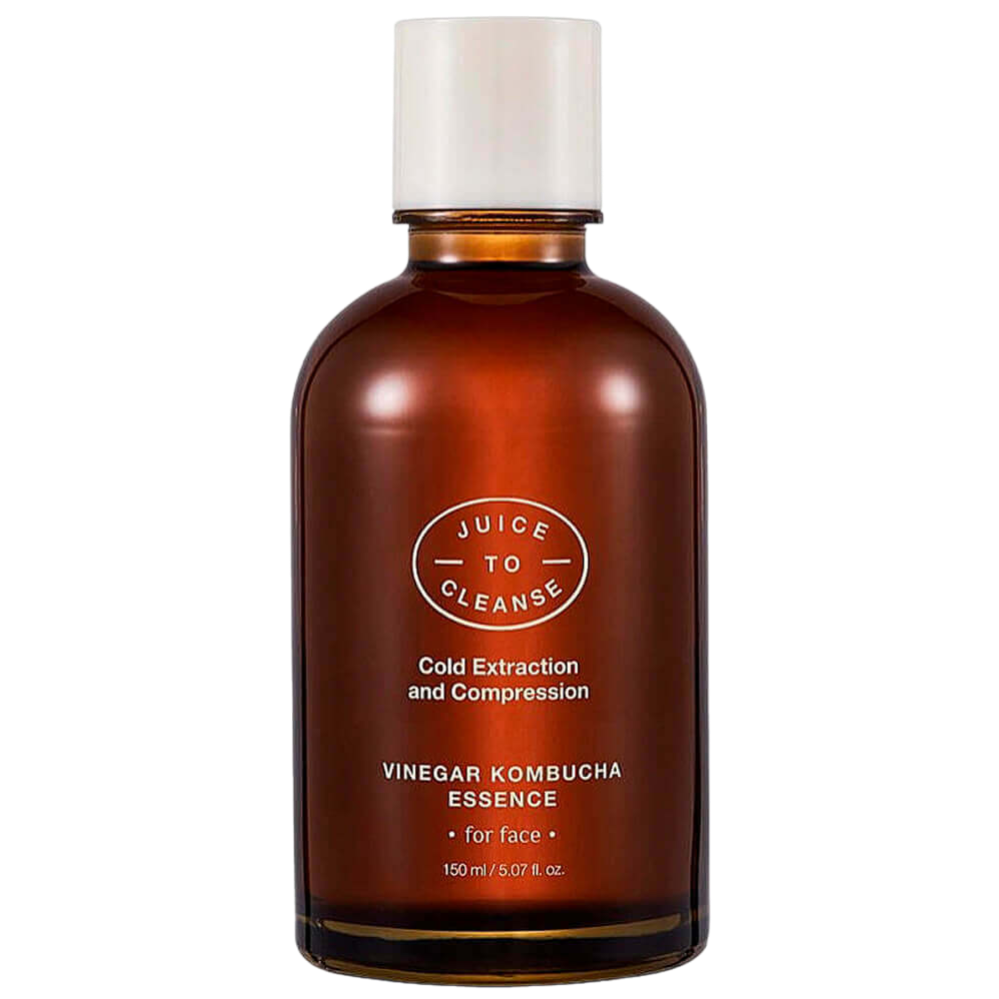 JUICE
TO
CLEANSE
Cold Extraction
and Compression
VINEGAR KOMBUCHA
ESSENCE
• for face •
150 ml / 5.07 fl. oz.